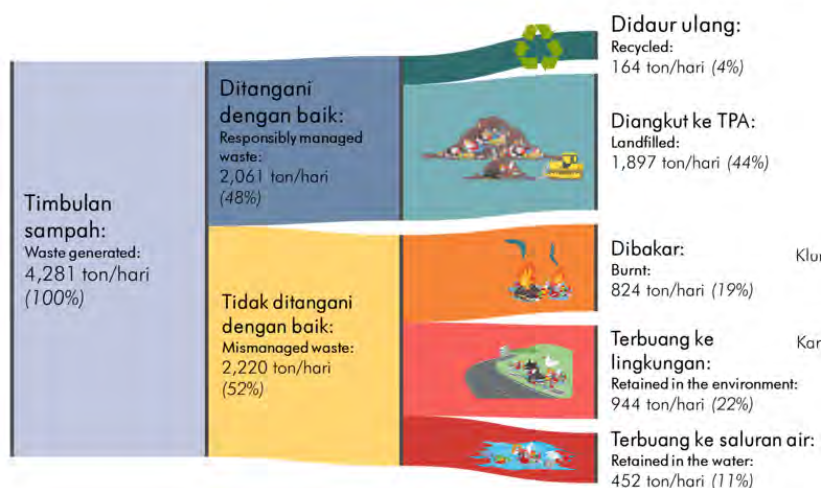 Timbulan
sampah:
Waste generated:
4,281 ton/hari
(100%)
Ditangani
dengan baik:
Responsibly managed
waste:
2,061 ton/hari
(48%)
Tidak ditangani
dengan baik:
Mismanaged waste:
2,220 ton/hari
(52%)
Didaur ulang:
Recycled:
164 ton/hari (4%)
Diangkut ke TPA:
Landfilled:
1,897 ton/hari (44%)
Dibakar:
Burnt:
824 ton/hari (19%)
Terbuang ke
lingkungan:
Retained in the environment:
944 ton/hari (22%)
Terbuang ke saluran air:
Retained in the water:
452 ton/hari (11%)
Klu
Kar